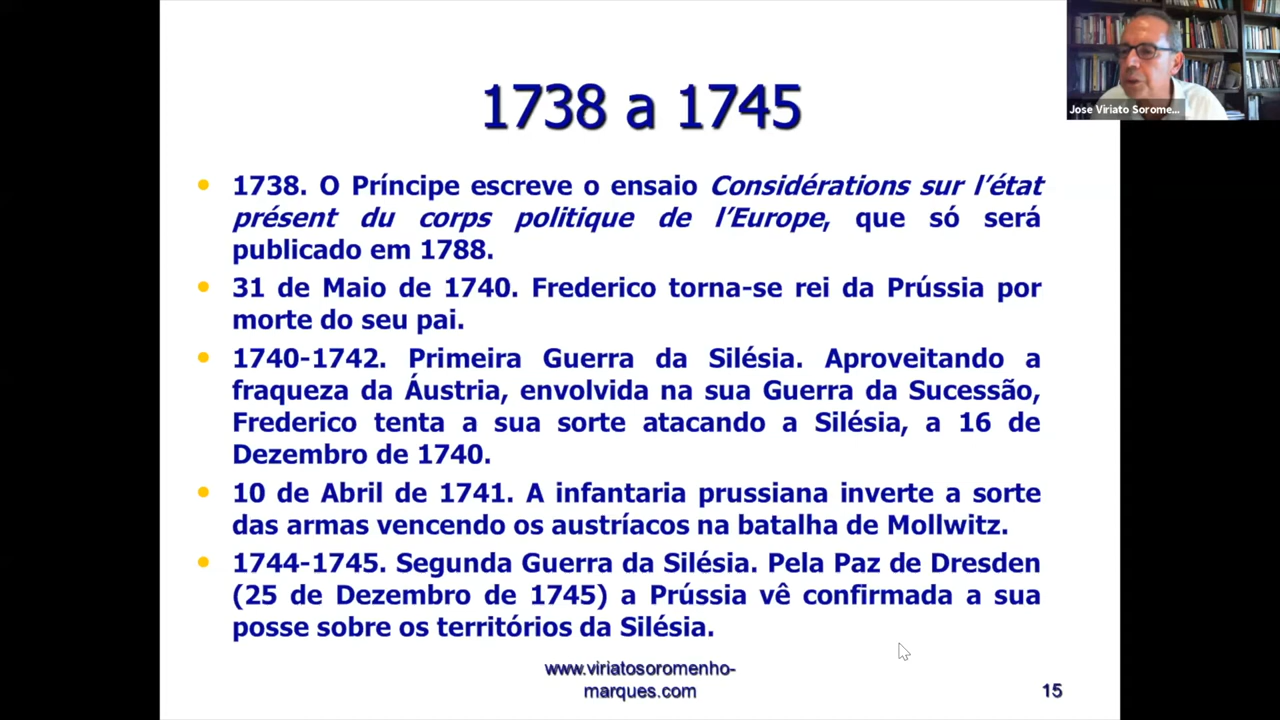 Jose Viriato Sorome...
1738 a 1745
• 1738. O Príncipe escreve o ensaio Considérations sur l’état
présent du corps politique de l’Europe, que só será
publicado em 1788.
• 31 de Maio de 1740. Frederico torna-se rei da Prússia por
morte do seu pai.
• 1740-1742. Primeira Guerra da Silésia. Aproveitando a
fraqueza da Áustria, envolvida na sua Guerra da Sucessão,
Frederico tenta a sua sorte atacando a Silésia, a 16 de
Dezembro de 1740.
• 10 de Abril de 1741. A infantaria prussiana inverte a sorte
das armas vencendo os austríacos na batalha de Mollwitz.
• 1744-1745. Segunda Guerra da Silésia. Pela Paz de Dresden
(25 de Dezembro de 1745) a Prússia vê confirmada a sua
posse sobre os territórios da Silésia.
www.viriatosoromenho-
marques.com
15